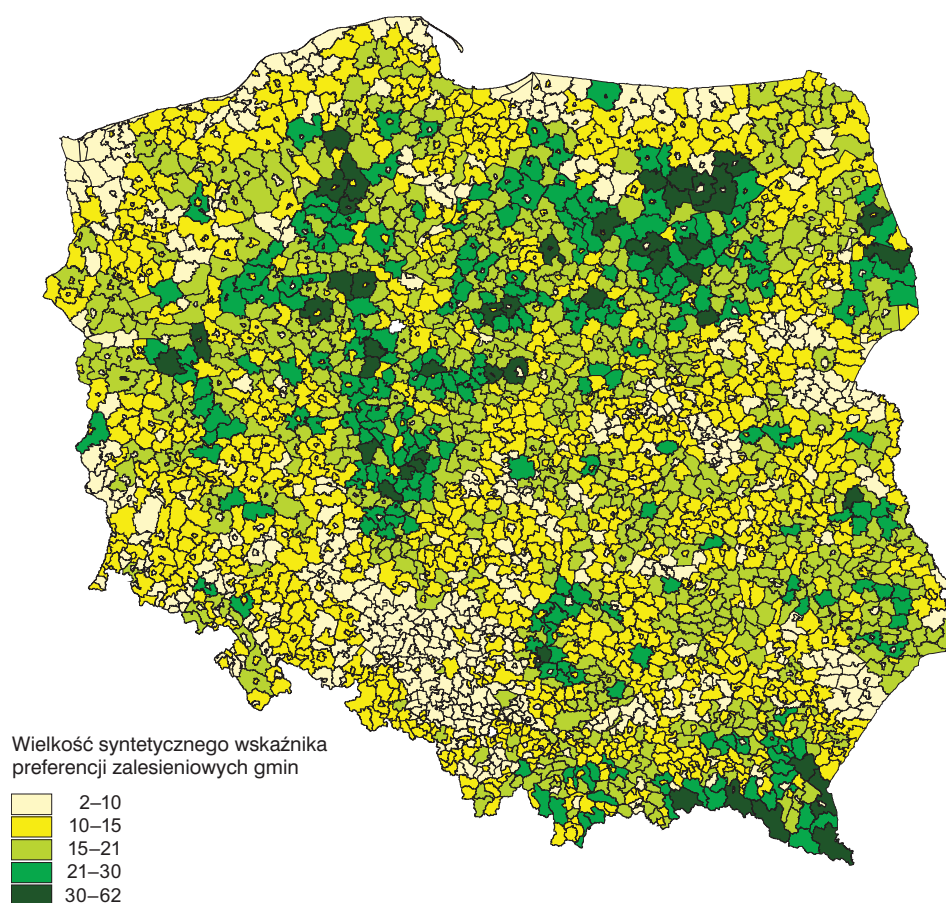 Wielkość syntetycznego wskaźnika
preferencji zalesieniowych gmin
2–10
10–15
15–21
21–30
30–62